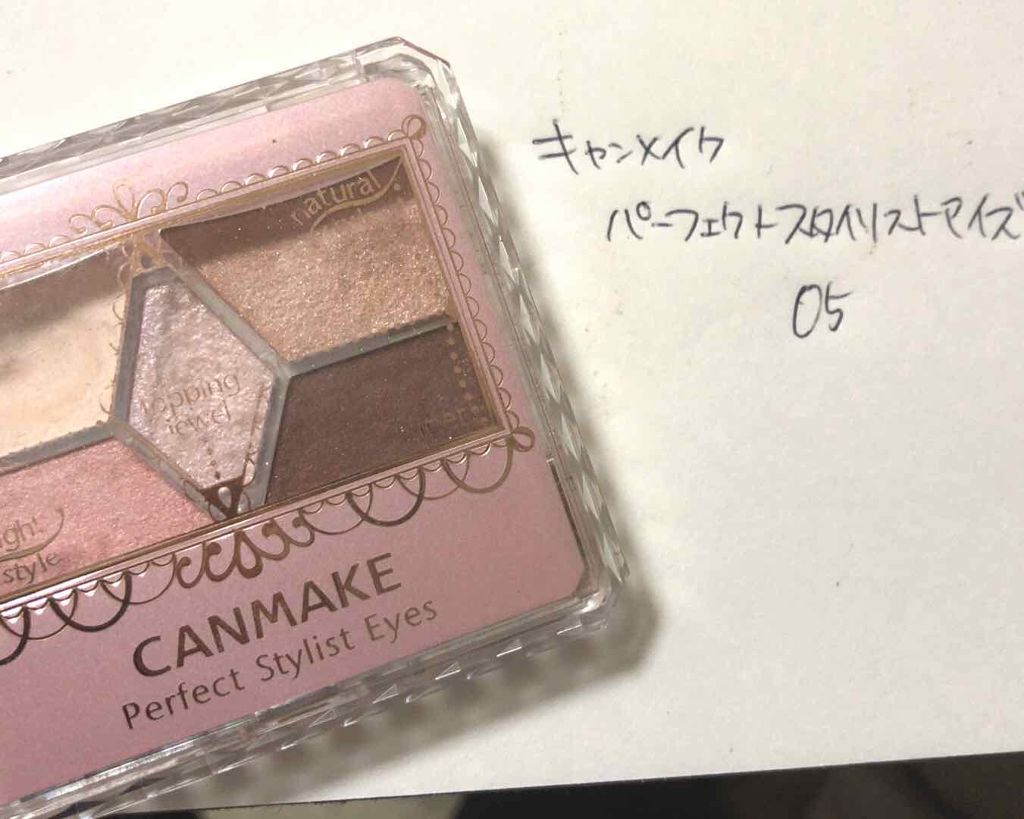 キャンメイク
パーフェクトスタイリストアイズ
05
natural
topping
jewel
style
CANMAKE
Perfect Stylist Eyes